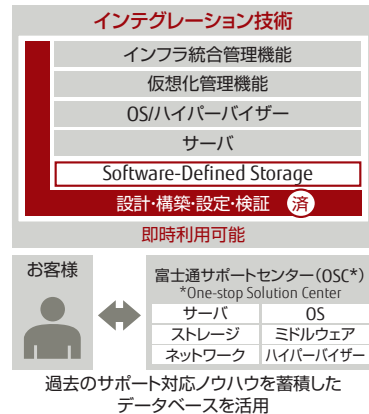 インテグレーション技術
インフラ統合管理機能
仮想化管理機能
OS/ハイパーバイザー
サーバ
Software-Defined Storage
設計・構築・設定・検証 済
即時利用可能
お客様
富士通サポートセンター（OSC*）
*One-stop Solution Center
サーバ OS
ストレージ ミドルウェア
ネットワーク ハイパーバイザー
過去のサポート対応ノウハウを蓄積した
データベースを活用